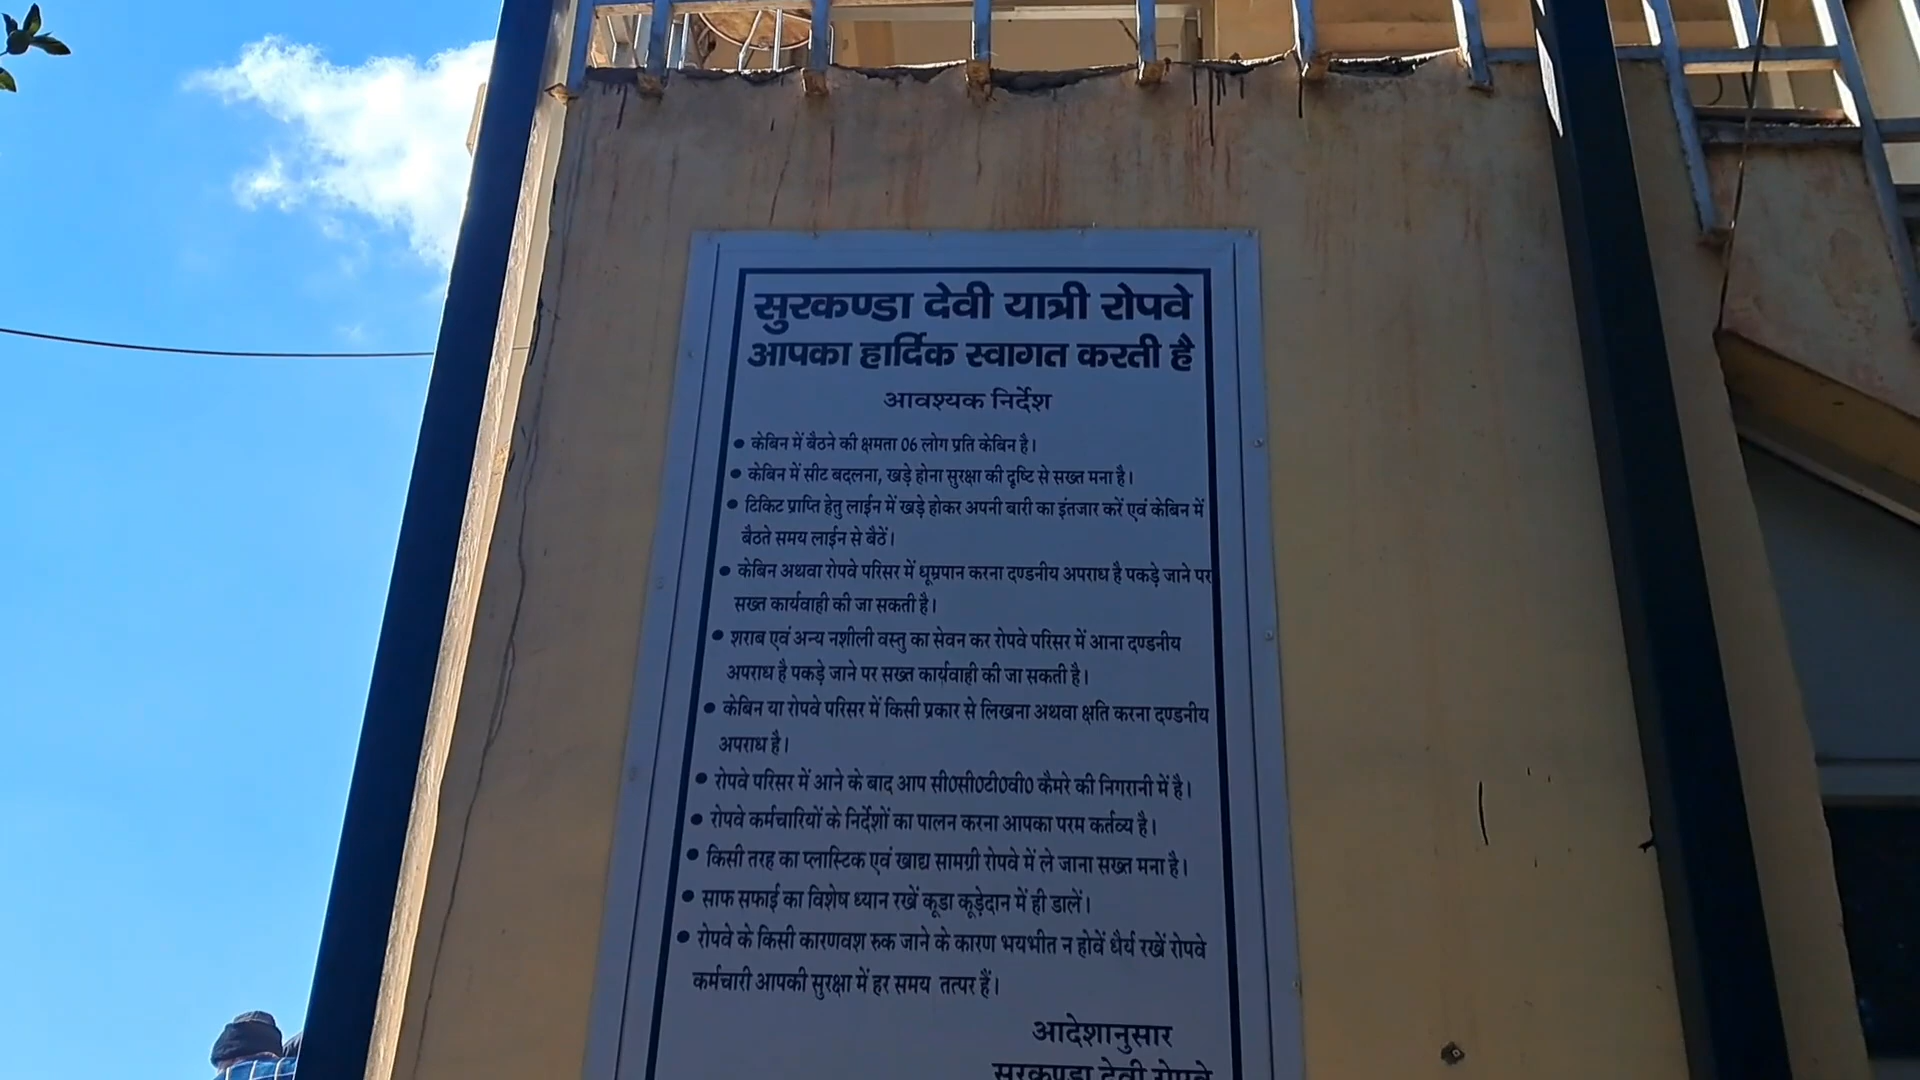 सुरकण्डा देवी यात्री रोपवे
आपका हार्दिक स्वागत करती है
आवश्यक निर्देश
• केबिन में बैठने की क्षमता 06 लोग प्रति केबिन है।
• केबिन में सीट बदलना, खड़े होना सुरक्षा की दृष्टि से सख्त मना है।
• टिकिट प्राप्ति हेतु लाईन में खड़े होकर अपनी बारी का इंतजार करें एवं केबिन में
बैठते समय लाईन से बैठें।
• केबिन अथवा रोपवे परिसर में धूम्रपान करना दण्डनीय अपराध है पकड़े जाने पर
सख्त कार्यवाही की जा सकती है।
• शराब एवं अन्य नशीली वस्तु का सेवन कर रोपवे परिसर में आना दण्डनीय
अपराध है पकड़े जाने पर सख्त कार्यवाही की जा सकती है।
• केबिन या रोपवे परिसर में किसी प्रकार से लिखना अथवा क्षति करना दण्डनीय
अपराध है।
• रोपवे परिसर में आने के बाद आप सी0सी0टी0वी0 कैमरे की निगरानी में है।
• रोपवे कर्मचारियों के निर्देशों का पालन करना आपका परम कर्तव्य है।
• किसी तरह का प्लास्टिक एवं खाद्य सामग्री रोपवे में ले जाना सख्त मना है।
• साफ सफाई का विशेष ध्यान रखें कूडा कूड़ेदान में ही डालें।
• रोपवे के किसी कारणवश रुक जाने के कारण भयभीत न होवें धैर्य रखें रोपवे
कर्मचारी आपकी सुरक्षा में हर समय तत्पर हैं।
आदेशानुसार
सुरकण्डा देवी रोपवे